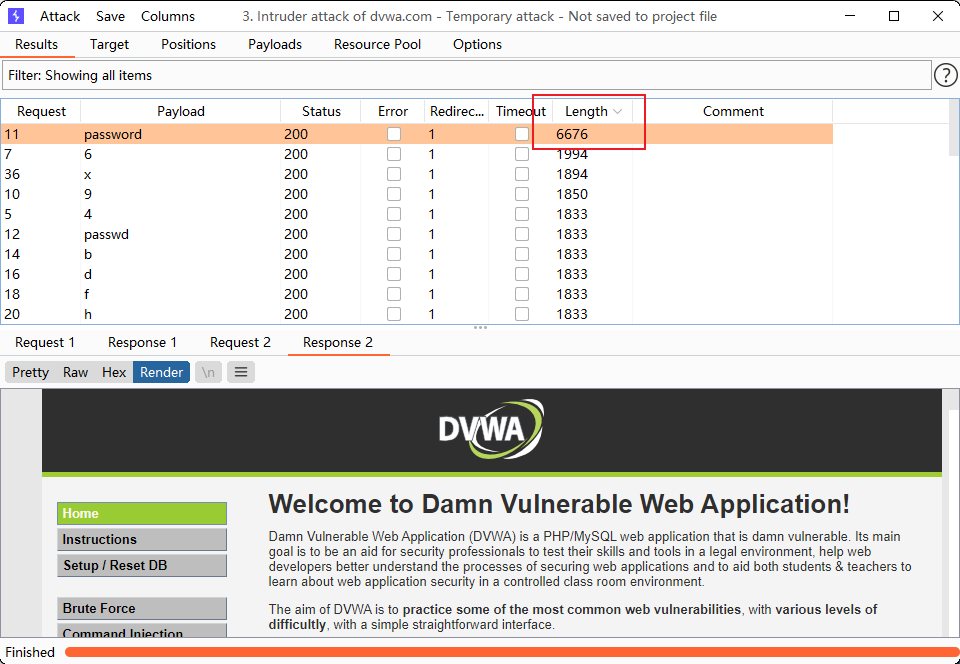 Attack Save Columns 3. Intruder attack of dvwa.com - Temporary attack - Not saved to project file
Results Target Positions Payloads Resource Pool Options
Filter: Showing all items ?
Request Payload Status Error Redirec... Timeout Length Comment
11 password 200 1 6676
7 6 200 1 1994
36 x 200 1 1894
10 9 200 1 1850
5 4 200 1 1833
12 passwd 200 1 1833
14 b 200 1 1833
16 d 200 1 1833
18 f 200 1 1833
20 h 200 1 1833
Request 1 Response 1 Request 2 Response 2
Pretty Raw Hex Render \n
DVWA
Home
Instructions
Setup / Reset DB
Brute Force
Command Injection
Welcome to Damn Vulnerable Web Application!
Damn Vulnerable Web Application (DVWA) is a PHP/MySQL web application that is damn vulnerable. Its main
goal is to be an aid for security professionals to test their skills and tools in a legal environment, help web
developers better understand the processes of securing web applications and to aid both students & teachers to
learn about web application security in a controlled class room environment.
The aim of DVWA is to practice some of the most common web vulnerabilities, with various levels of
difficultly, with a simple straightforward interface.
Finished